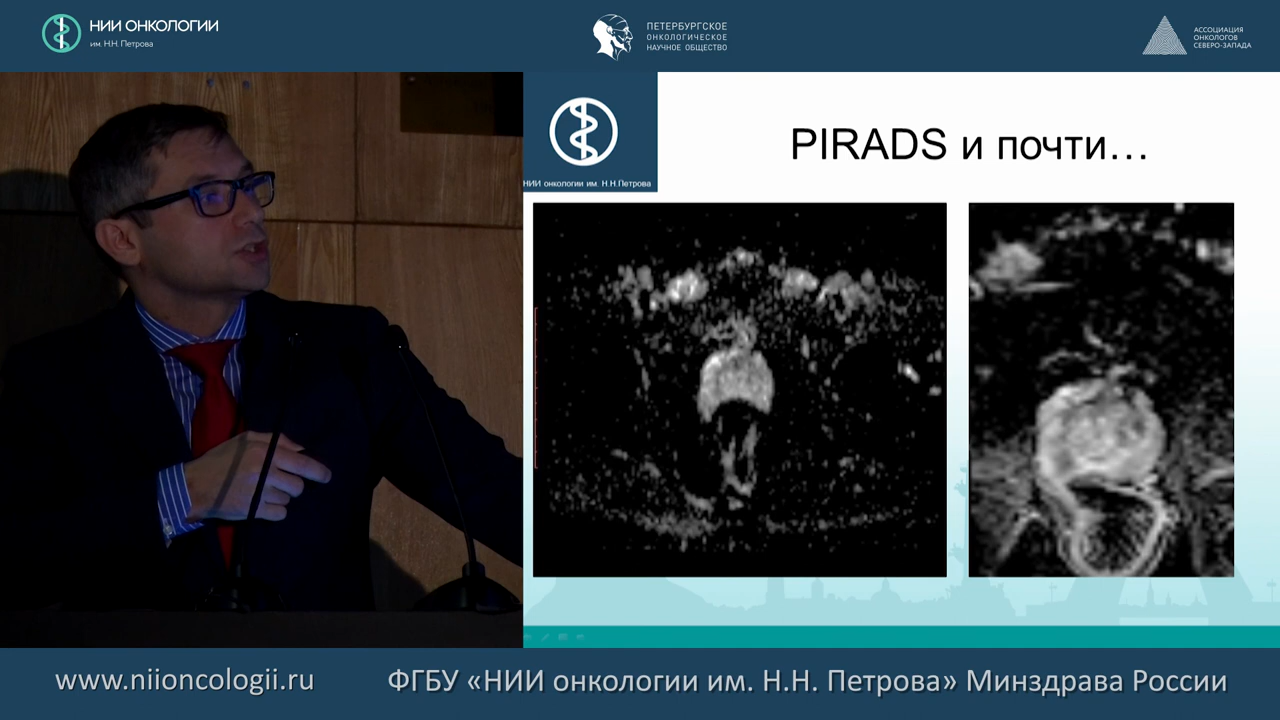 НИИ ОНКОЛОГИИ
им. Н.Н. Петрова
ПЕТЕРБУРГСКОЕ
ОНКОЛОГИЧЕСКОЕ
НАУЧНОЕ ОБЩЕСТВО
АССОЦИАЦИЯ
ОНКОЛОГОВ
СЕВЕРО-ЗАПАДА
НИИ онкологии им. Н.Н.Петрова
PIRADS и почти...
www.niioncologii.ru
ФГБУ «НИИ онкологии им. Н.Н. Петрова» Минздрава России